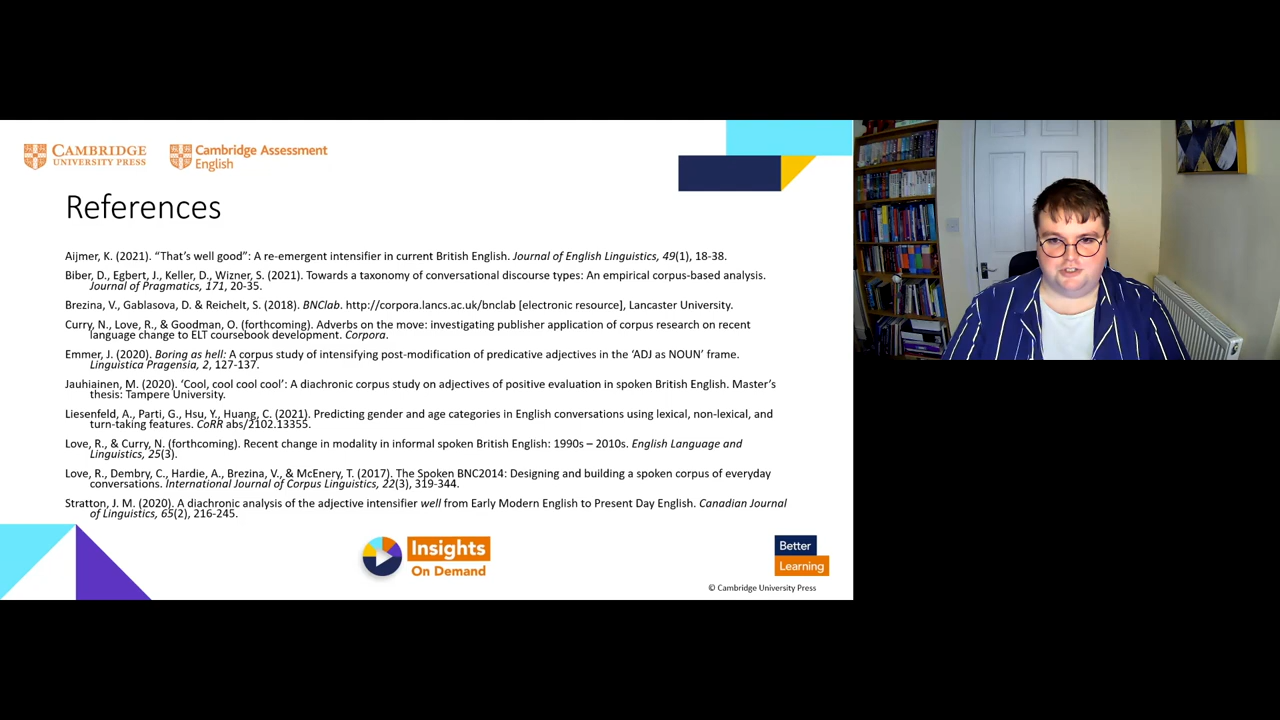 CAMBRIDGE
UNIVERSITY PRESS
Cambridge Assessment
English
References
Aijmer, K. (2021). “That’s well good”: A re-emergent intensifier in current British English. Journal of English Linguistics, 49(1), 18-38.
Biber, D., Egbert, J., Keller, D., Wizner, S. (2021). Towards a taxonomy of conversational discourse types: An empirical corpus-based analysis.
Journal of Pragmatics, 171, 20-35.
Brezina, V., Gablasova, D. & Reichelt, S. (2018). BNClab. http://corpora.lancs.ac.uk/bnclab [electronic resource], Lancaster University.
Curry, N., Love, R., & Goodman, O. (forthcoming). Adverbs on the move: investigating publisher application of corpus research on recent
language change to ELT coursebook development. Corpora.
Emmer, J. (2020). Boring as hell: A corpus study of intensifying post-modification of predicative adjectives in the ‘ADJ as NOUN’ frame.
Linguistica Pragensia, 2, 127-137.
Jauhiainen, M. (2020). ‘Cool, cool cool cool’: A diachronic corpus study on adjectives of positive evaluation in spoken British English. Master’s
thesis: Tampere University.
Liesenfeld, A., Parti, G., Hsu, Y., Huang, C. (2021). Predicting gender and age categories in English conversations using lexical, non-lexical, and
turn-taking features. CoRR abs/2102.13355.
Love, R., & Curry, N. (forthcoming). Recent change in modality in informal spoken British English: 1990s – 2010s. English Language and
Linguistics, 25(3).
Love, R., Dembry, C., Hardie, A., Brezina, V., & McEnery, T. (2017). The Spoken BNC2014: Designing and building a spoken corpus of everyday
conversations. International Journal of Corpus Linguistics, 22(3), 319-344.
Stratton, J. M. (2020). A diachronic analysis of the adjective intensifier well from Early Modern English to Present Day English. Canadian Journal
of Linguistics, 65(2), 216-245.
Insights
On Demand
Better
Learning
© Cambridge University Press